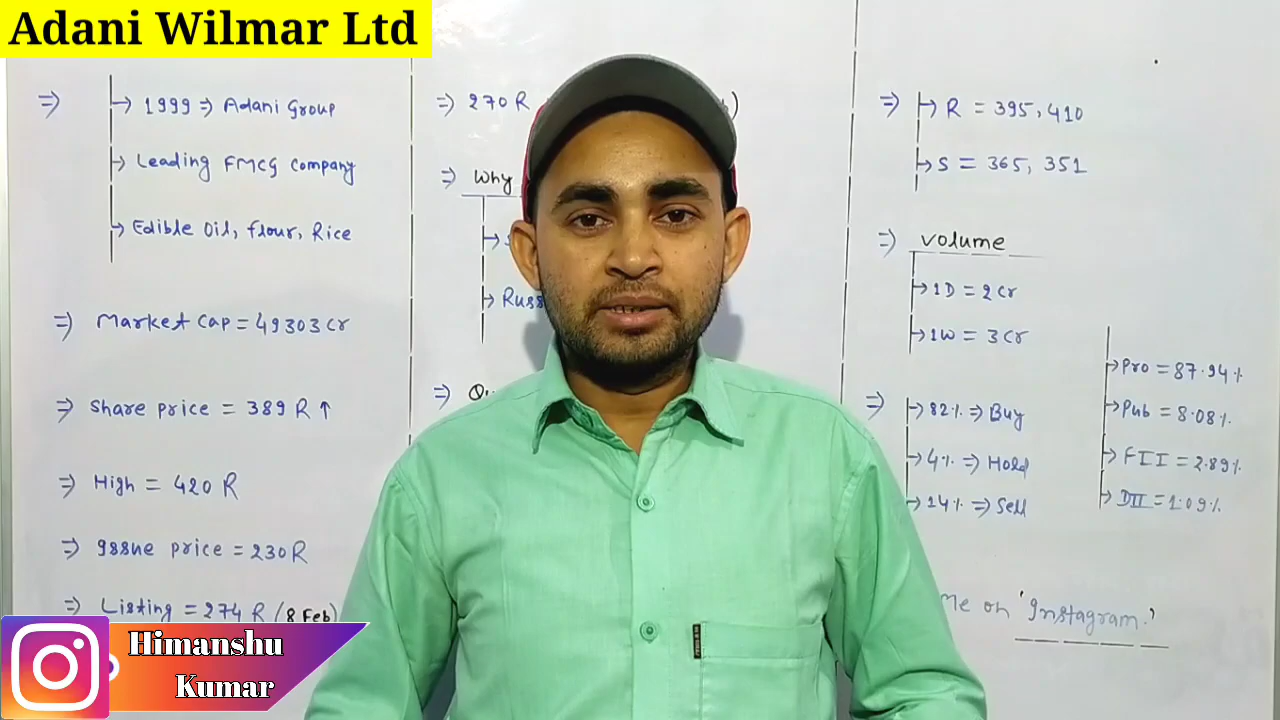 Adani Wilmar Ltd
=> → 1999 => Adani Group
→ Leading FMCG Company
→ Edible Oil, Flour, Rice
=> Market Cap = 49303 Cr
=> Share price = 389 R ↑
=> High = 420 R
=> Issue price = 230 R
=> Listing = 274 R (8 Feb)
=> 270 R
=> Why
Russ
=> → R = 395, 410
→ S = 365, 351
=> Volume
→ 1D = 2 Cr
→ 1W = 3 Cr
=> → 82% => Buy
→ 4% => Hold
→ 14% => Sell
→ Pro = 87.94%
→ Pub = 8.08%
→ FII = 2.89%
→ DII = 1.09%
me on 'Instagram.'
Himanshu
Kumar